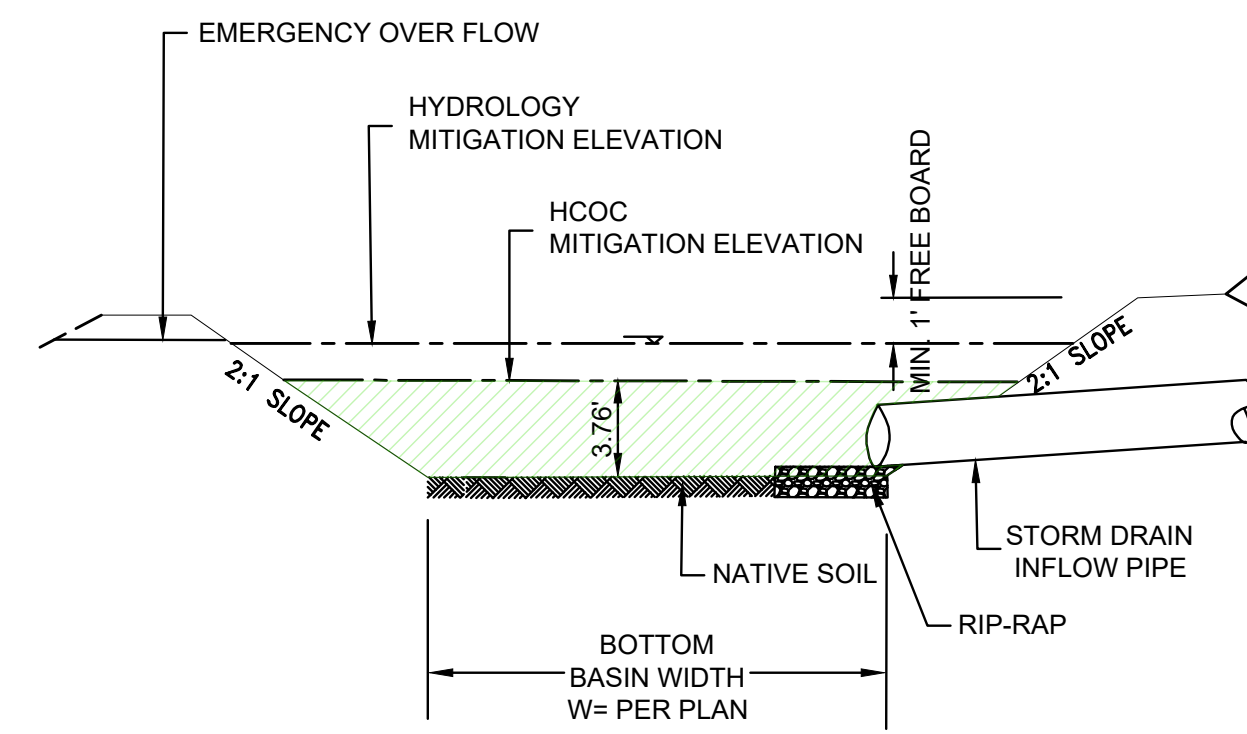 EMERGENCY OVER FLOW
HYDROLOGY
MITIGATION ELEVATION
HCOC
MITIGATION ELEVATION
MIN. 1' FREE BOARD
2:1 SLOPE
2:1 SLOPE
3.76'
STORM DRAIN
INFLOW PIPE
NATIVE SOIL
RIP-RAP
BOTTOM
BASIN WIDTH
W= PER PLAN